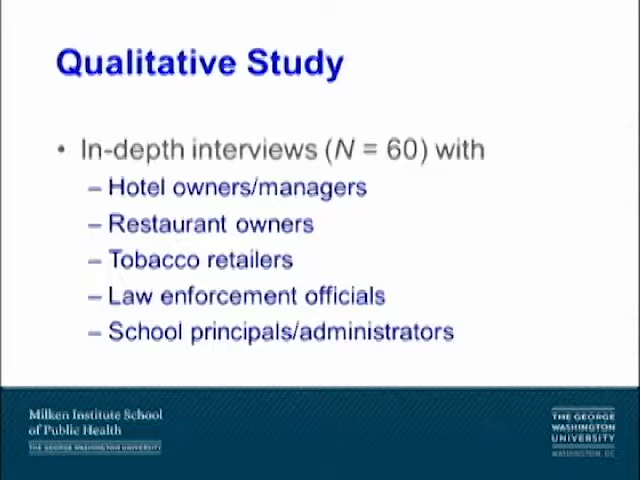 Qualitative Study
• In-depth interviews (N = 60) with
– Hotel owners/managers
– Restaurant owners
– Tobacco retailers
– Law enforcement officials
– School principals/administrators
Milken Institute School
of Public Health
THE GEORGE WASHINGTON UNIVERSITY
THE GEORGE
WASHINGTON
UNIVERSITY
WASHINGTON, DC